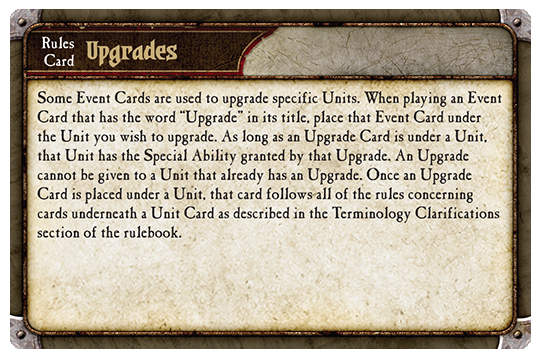 Rules
Card
Upgrades
Some Event Cards are used to upgrade specific Units. When playing an Event
Card that has the word “Upgrade” in its title, place that Event Card under
the Unit you wish to upgrade. As long as an Upgrade Card is under a Unit,
that Unit has the Special Ability granted by that Upgrade. An Upgrade
cannot be given to a Unit that already has an Upgrade. Once an Upgrade
Card is placed under a Unit, that card follows all of the rules concerning
cards underneath a Unit Card as described in the Terminology Clarifications
section of the rulebook.